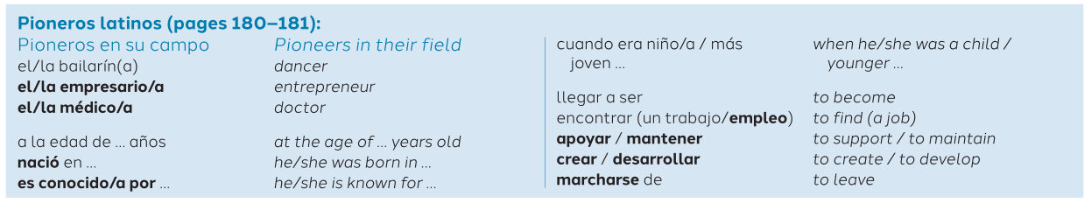 Pioneros latinos (pages 180–181):
Pioneros en su campo Pioneers in their field
el/la bailarín(a) dancer
el/la empresario/a entrepreneur
el/la médico/a doctor
a la edad de ... años at the age of ... years old
nació en ... he/she was born in ...
es conocido/a por ... he/she is known for ...
cuando era niño/a / más when he/she was a child /
joven ... younger ...
llegar a ser to become
encontrar (un trabajo/empleo) to find (a job)
apoyar / mantener to support / to maintain
crear / desarrollar to create / to develop
marcharse de to leave